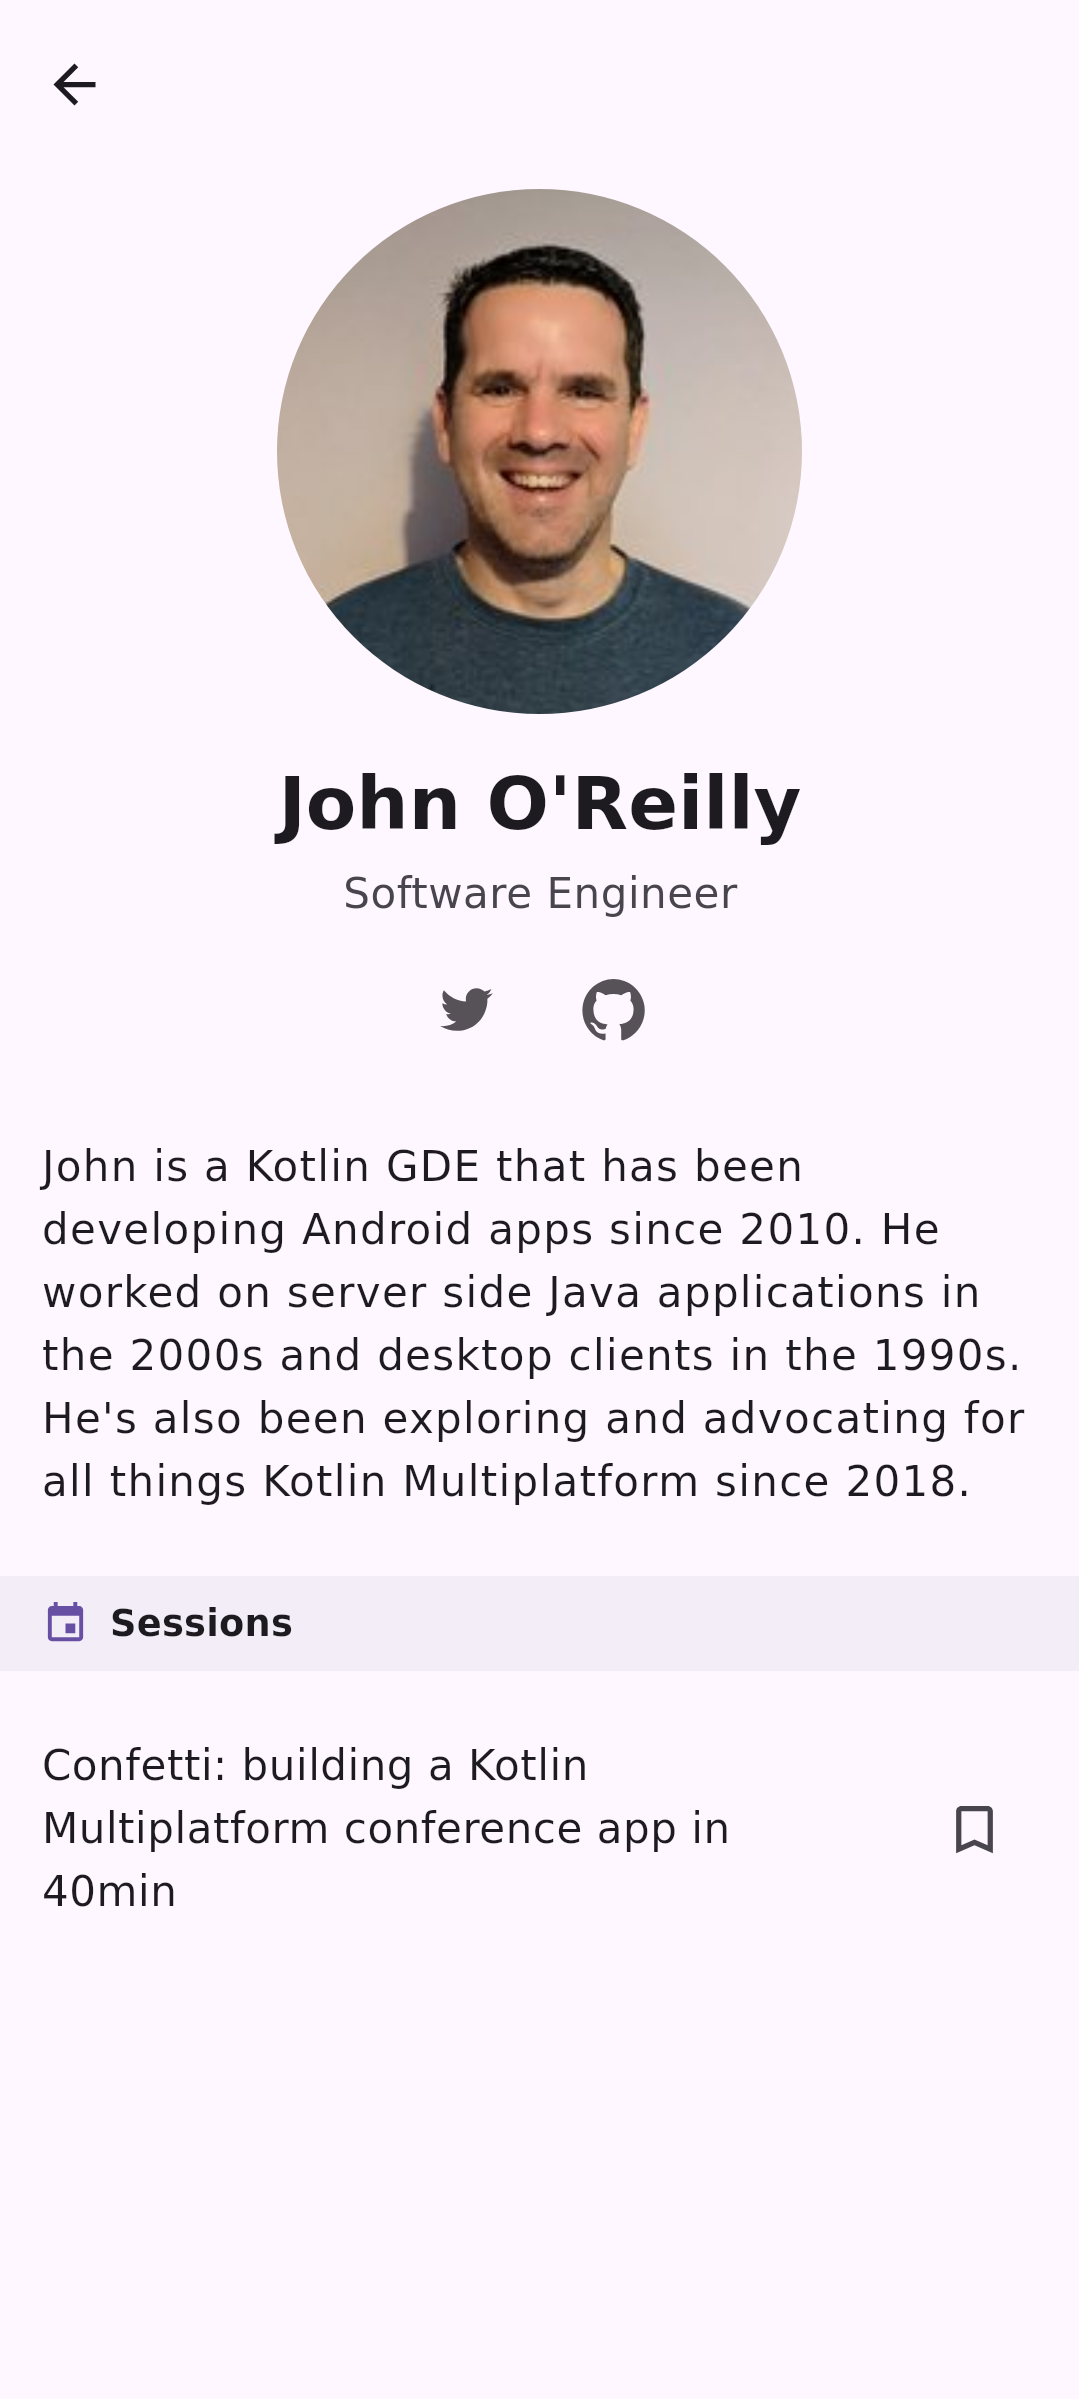 John O'Reilly
Software Engineer
John is a Kotlin GDE that has been
developing Android apps since 2010. He
worked on server side Java applications in
the 2000s and desktop clients in the 1990s.
He's also been exploring and advocating for
all things Kotlin Multiplatform since 2018.
Sessions
Confetti: building a Kotlin
Multiplatform conference app in
40min